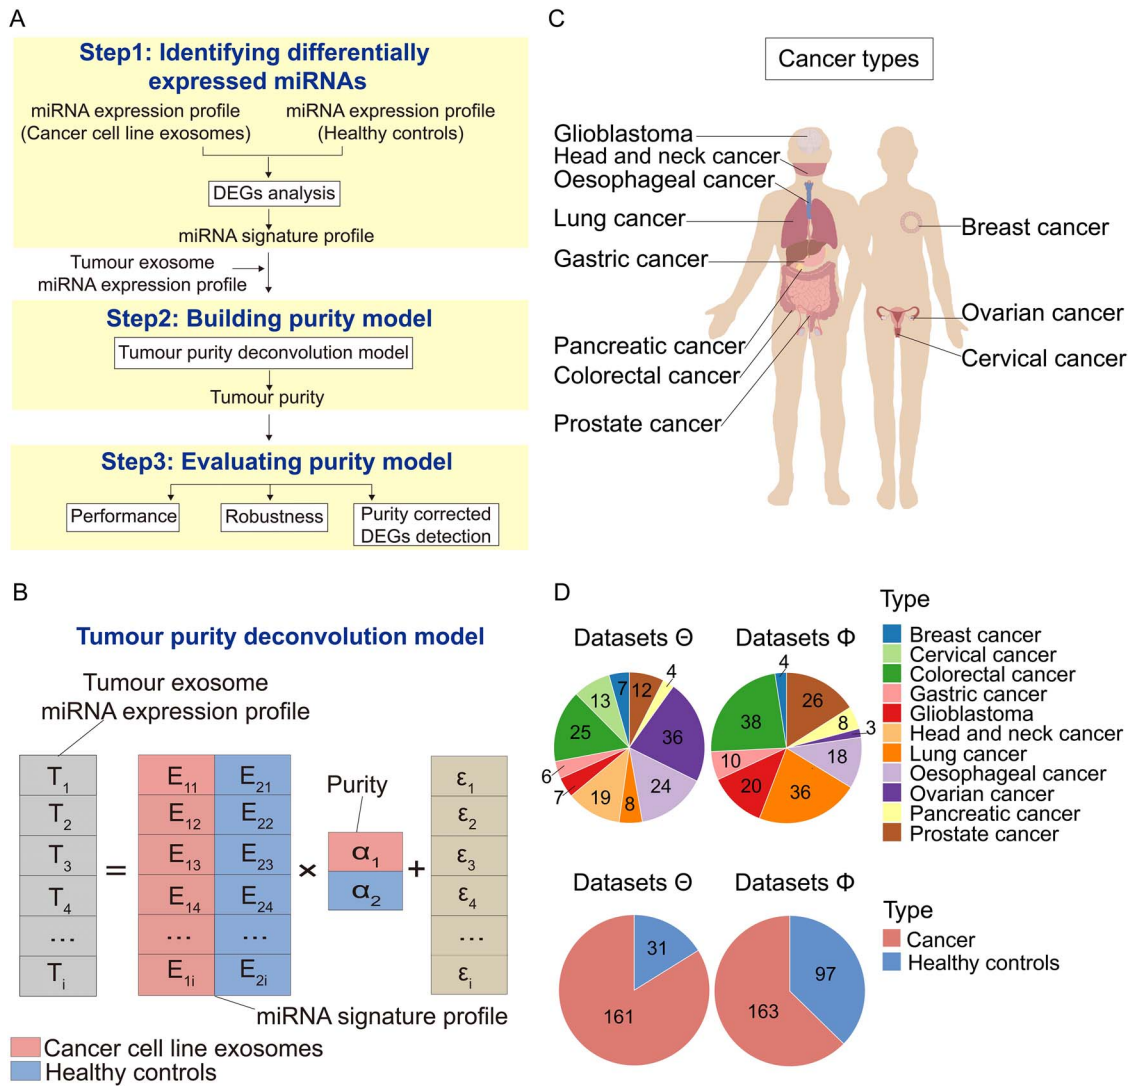 A
Step1: Identifying differentially
expressed miRNAs
miRNA expression profile
(Cancer cell line exosomes)
miRNA expression profile
(Healthy controls)
DEGs analysis
miRNA signature profile
Tumour exosome
miRNA expression profile
Step2: Building purity model
Tumour purity deconvolution model
Tumour purity
Step3: Evaluating purity model
Performance
Robustness
Purity corrected
DEGs detection
B
Tumour purity deconvolution model
Tumour exosome
miRNA expression profile
Purity
T1
T2
T3
T4
...
Ti
=
E11 E21
E12 E22
E13 E23
E14 E24
... ...
E1i E2i
×
α1
α2
+
ε1
ε2
ε3
ε4
...
εi
miRNA signature profile
Cancer cell line exosomes
Healthy controls
C
Cancer types
Glioblastoma
Head and neck cancer
Oesophageal cancer
Lung cancer
Gastric cancer
Pancreatic cancer
Colorectal cancer
Prostate cancer
Breast cancer
Ovarian cancer
Cervical cancer
D
Datasets Θ
7
12
4
36
24
8
19
7
6
25
13
Datasets Φ
4
26
8
3
18
36
20
10
38
Type
Breast cancer
Cervical cancer
Colorectal cancer
Gastric cancer
Glioblastoma
Head and neck cancer
Lung cancer
Oesophageal cancer
Ovarian cancer
Pancreatic cancer
Prostate cancer
Datasets Θ
31
161
Datasets Φ
97
163
Type
Cancer
Healthy controls